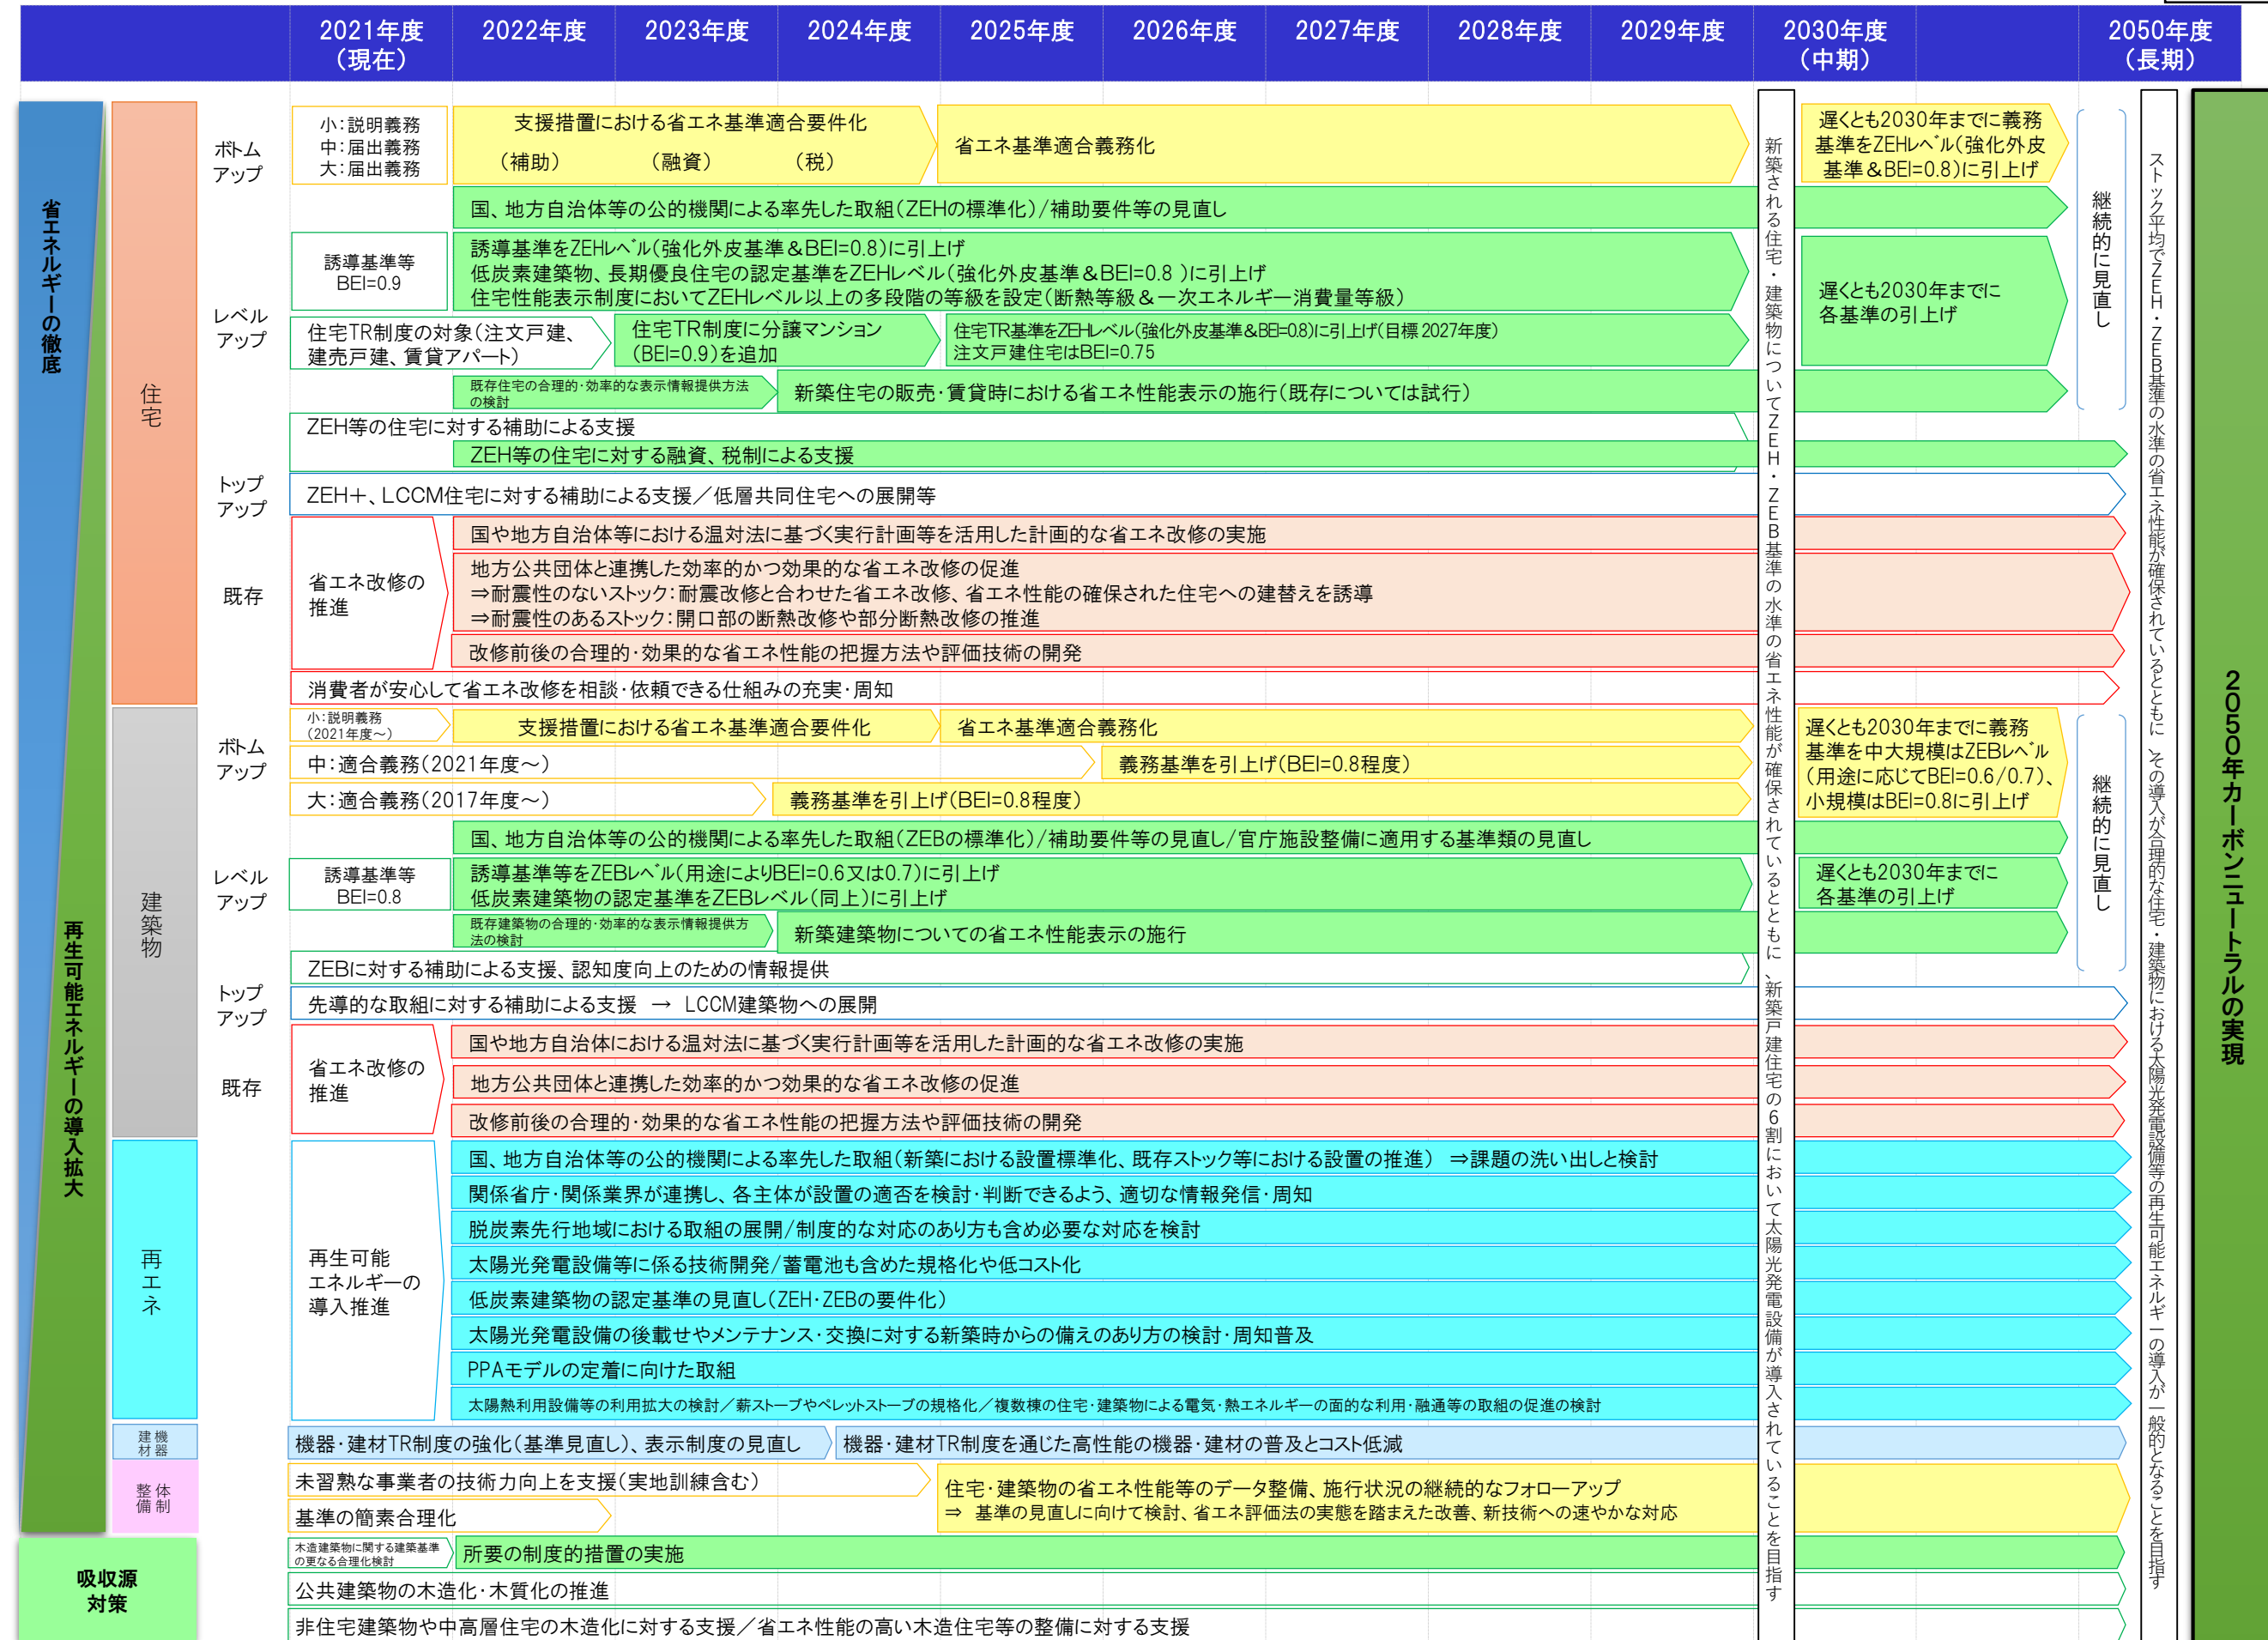 2021年度
(現在)
2022年度
2023年度
2024年度
2025年度
2026年度
2027年度
2028年度
2029年度
2030年度
(中期)
2050年度
(長期)
省エネルギーの徹底
再生可能エネルギーの導入拡大
住宅
ボトム
アップ
小：説明義務
中：届出義務
大：届出義務
支援措置における省エネ基準適合要件化
(補助) (融資) (税)
省エネ基準適合義務化
遅くとも2030年までに義務
基準をZEHレベル(強化外皮
基準＆BEI=0.8)に引上げ
国、地方自治体等の公的機関による率先した取組(ZEHの標準化)/補助要件等の見直し
レベル
アップ
誘導基準等
BEI=0.9
誘導基準をZEHレベル(強化外皮基準＆BEI=0.8)に引上げ
低炭素建築物、長期優良住宅の認定基準をZEHレベル(強化外皮基準＆BEI=0.8 )に引上げ
住宅性能表示制度においてZEHレベル以上の多段階の等級を設定(断熱等級＆一次エネルギー消費量等級)
遅くとも2030年までに
各基準の引上げ
住宅TR制度の対象(注文戸建、
建売戸建、賃貸アパート)
住宅TR制度に分譲マンション
(BEI=0.9)を追加
住宅TR基準をZEHレベル(強化外皮基準＆BEI=0.8)に引上げ(目標 2027年度)
注文戸建住宅はBEI=0.75
既存住宅の合理的･効率的な表示情報提供方法
の検討
新築住宅の販売･賃貸時における省エネ性能表示の施行(既存については試行)
継続的に見直し
トップ
アップ
ZEH等の住宅に対する補助による支援
ZEH等の住宅に対する融資、税制による支援
ZEH＋、LCCM住宅に対する補助による支援／低層共同住宅への展開等
既存
省エネ改修の
推進
国や地方自治体等における温対法に基づく実行計画等を活用した計画的な省エネ改修の実施
地方公共団体と連携した効率的かつ効果的な省エネ改修の促進
⇒耐震性のないストック：耐震改修と合わせた省エネ改修、省エネ性能の確保された住宅への建替えを誘導
⇒耐震性のあるストック：開口部の断熱改修や部分断熱改修の推進
改修前後の合理的･効果的な省エネ性能の把握方法や評価技術の開発
消費者が安心して省エネ改修を相談･依頼できる仕組みの充実･周知
建築物
ボトム
アップ
小：説明義務
(2021年度～)
支援措置における省エネ基準適合要件化
省エネ基準適合義務化
中：適合義務(2021年度～)
義務基準を引上げ(BEI=0.8程度)
大：適合義務(2017年度～)
義務基準を引上げ(BEI=0.8程度)
遅くとも2030年までに義務
基準を中大規模はZEBレベル
(用途に応じてBEI=0.6/0.7)、
小規模はBEI=0.8に引上げ
国、地方自治体等の公的機関による率先した取組(ZEBの標準化)/補助要件等の見直し/官庁施設整備に適用する基準類の見直し
レベル
アップ
誘導基準等
BEI=0.8
誘導基準等をZEBレベル(用途によりBEI=0.6又は0.7)に引上げ
低炭素建築物の認定基準をZEBレベル(同上)に引上げ
遅くとも2030年までに
各基準の引上げ
既存建築物の合理的･効率的な表示情報提供方
法の検討
新築建築物についての省エネ性能表示の施行
継続的に見直し
トップ
アップ
ZEBに対する補助による支援、認知度向上のための情報提供
先導的な取組に対する補助による支援 → LCCM建築物への展開
既存
省エネ改修の
推進
国や地方自治体における温対法に基づく実行計画等を活用した計画的な省エネ改修の実施
地方公共団体と連携した効率的かつ効果的な省エネ改修の促進
改修前後の合理的･効果的な省エネ性能の把握方法や評価技術の開発
再エネ
再生可能
エネルギーの
導入推進
国、地方自治体等の公的機関による率先した取組(新築における設置標準化、既存ストック等における設置の推進) ⇒課題の洗い出しと検討
関係省庁･関係業界が連携し、各主体が設置の適否を検討･判断できるよう、適切な情報発信･周知
脱炭素先行地域における取組の展開/制度的な対応のあり方も含め必要な対応を検討
太陽光発電設備等に係る技術開発/蓄電池も含めた規格化や低コスト化
低炭素建築物の認定基準の見直し(ZEH･ZEBの要件化)
太陽光発電設備の後載せやメンテナンス･交換に対する新築時からの備えのあり方の検討･周知普及
PPAモデルの定着に向けた取組
太陽熱利用設備等の利用拡大の検討／薪ストーブやペレットストーブの規格化／複数棟の住宅･建築物による電気･熱エネルギーの面的な利用･融通等の取組の促進の検討
機器
建材
機器･建材TR制度の強化(基準見直し)、表示制度の見直し
機器･建材TR制度を通じた高性能の機器･建材の普及とコスト低減
体制
整備
未習熟な事業者の技術力向上を支援(実地訓練含む)
基準の簡素合理化
住宅･建築物の省エネ性能等のデータ整備、施行状況の継続的なフォローアップ
⇒ 基準の見直しに向けて検討、省エネ評価法の実態を踏まえた改善、新技術への速やかな対応
吸収源
対策
木造建築物に関する建築基準
の更なる合理化検討
所要の制度的措置の実施
公共建築物の木造化･木質化の推進
非住宅建築物や中高層住宅の木造化に対する支援／省エネ性能の高い木造住宅等の整備に対する支援
新築される住宅・建築物についてZEH・ZEB基準の水準の省エネ性能が確保されているとともに、新築戸建住宅の6割において太陽光発電設備が導入されていることを目指す
ストック平均でZEH・ZEB基準の水準の省エネ性能が確保されているとともに、その導入が合理的な住宅・建築物における太陽光発電設備等の再生可能エネルギーの導入が一般的となることを目指す
2050年カーボンニュートラルの実現